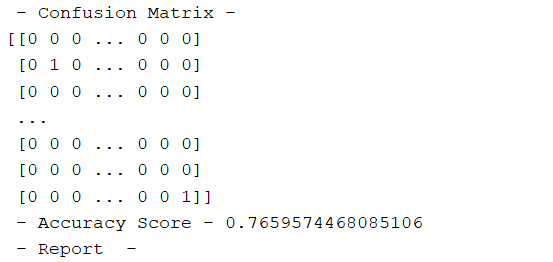 - Confusion Matrix -
[[0 0 0 ... 0 0 0]
[0 1 0 ... 0 0 0]
[0 0 0 ... 0 0 0]
...
[0 0 0 ... 0 0 0]
[0 0 0 ... 0 0 0]
[0 0 0 ... 0 0 1]]
- Accuracy Score - 0.7659574468085106
- Report -